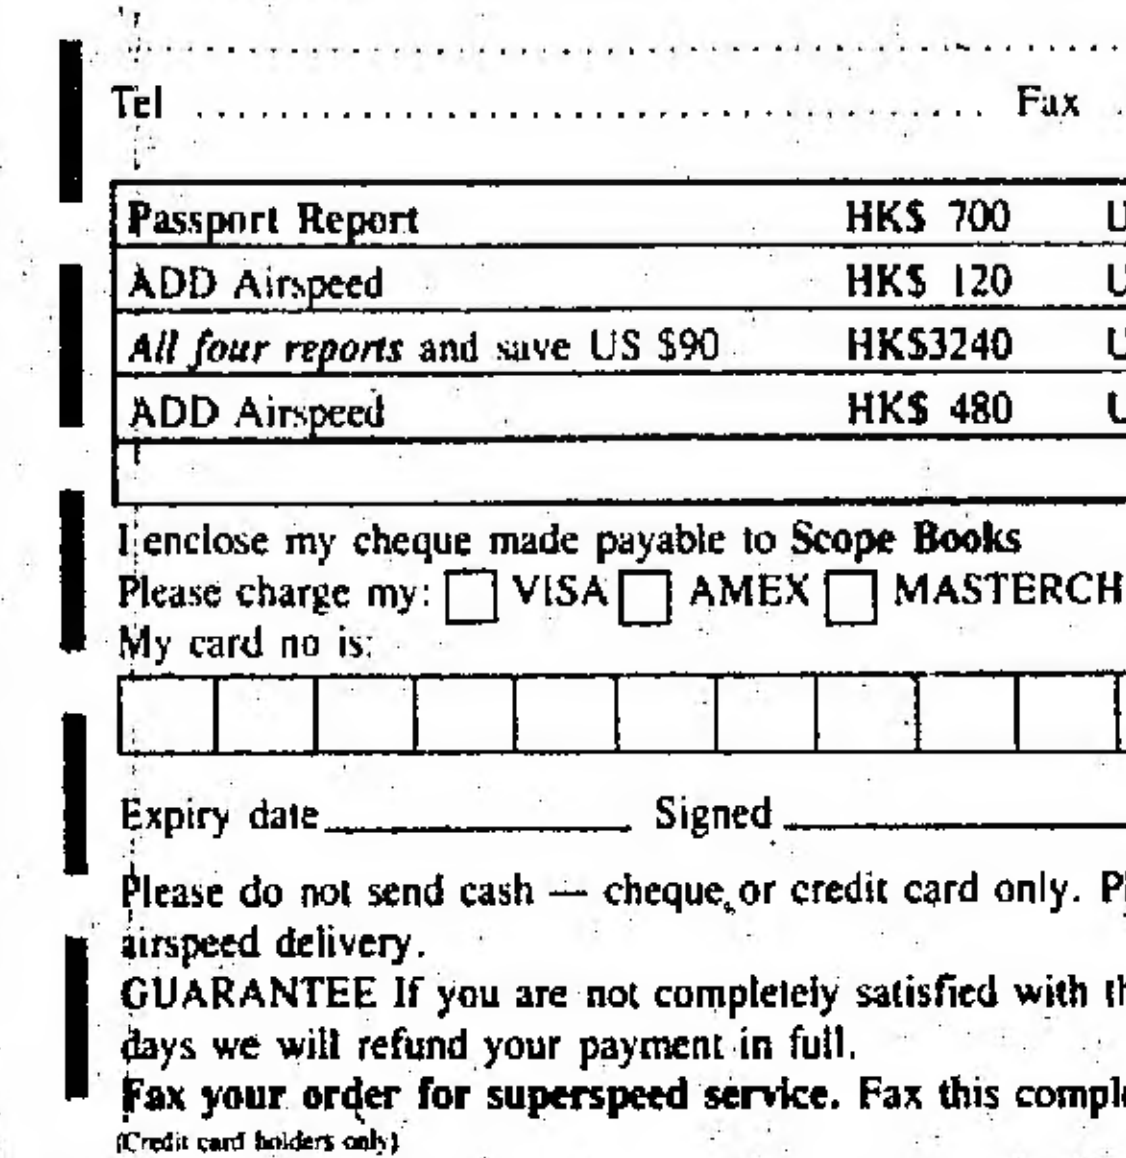 Tel ........................................ Fax
Passport Report HK$ 700
ADD Airspeed HK$ 120
All four reports and save US $90 HK$3240
ADD Airspeed HK$ 480
I enclose my cheque made payable to Scope Books
Please charge my: VISA AMEX MASTERCH
My card no is:
Expiry date Signed
Please do not send cash — cheque, or credit card only.
airspeed delivery.
GUARANTEE If you are not completely satisfied with th
days we will refund your payment in full.
Fax your order for superspeed service. Fax this comple
(Credit card holders only)